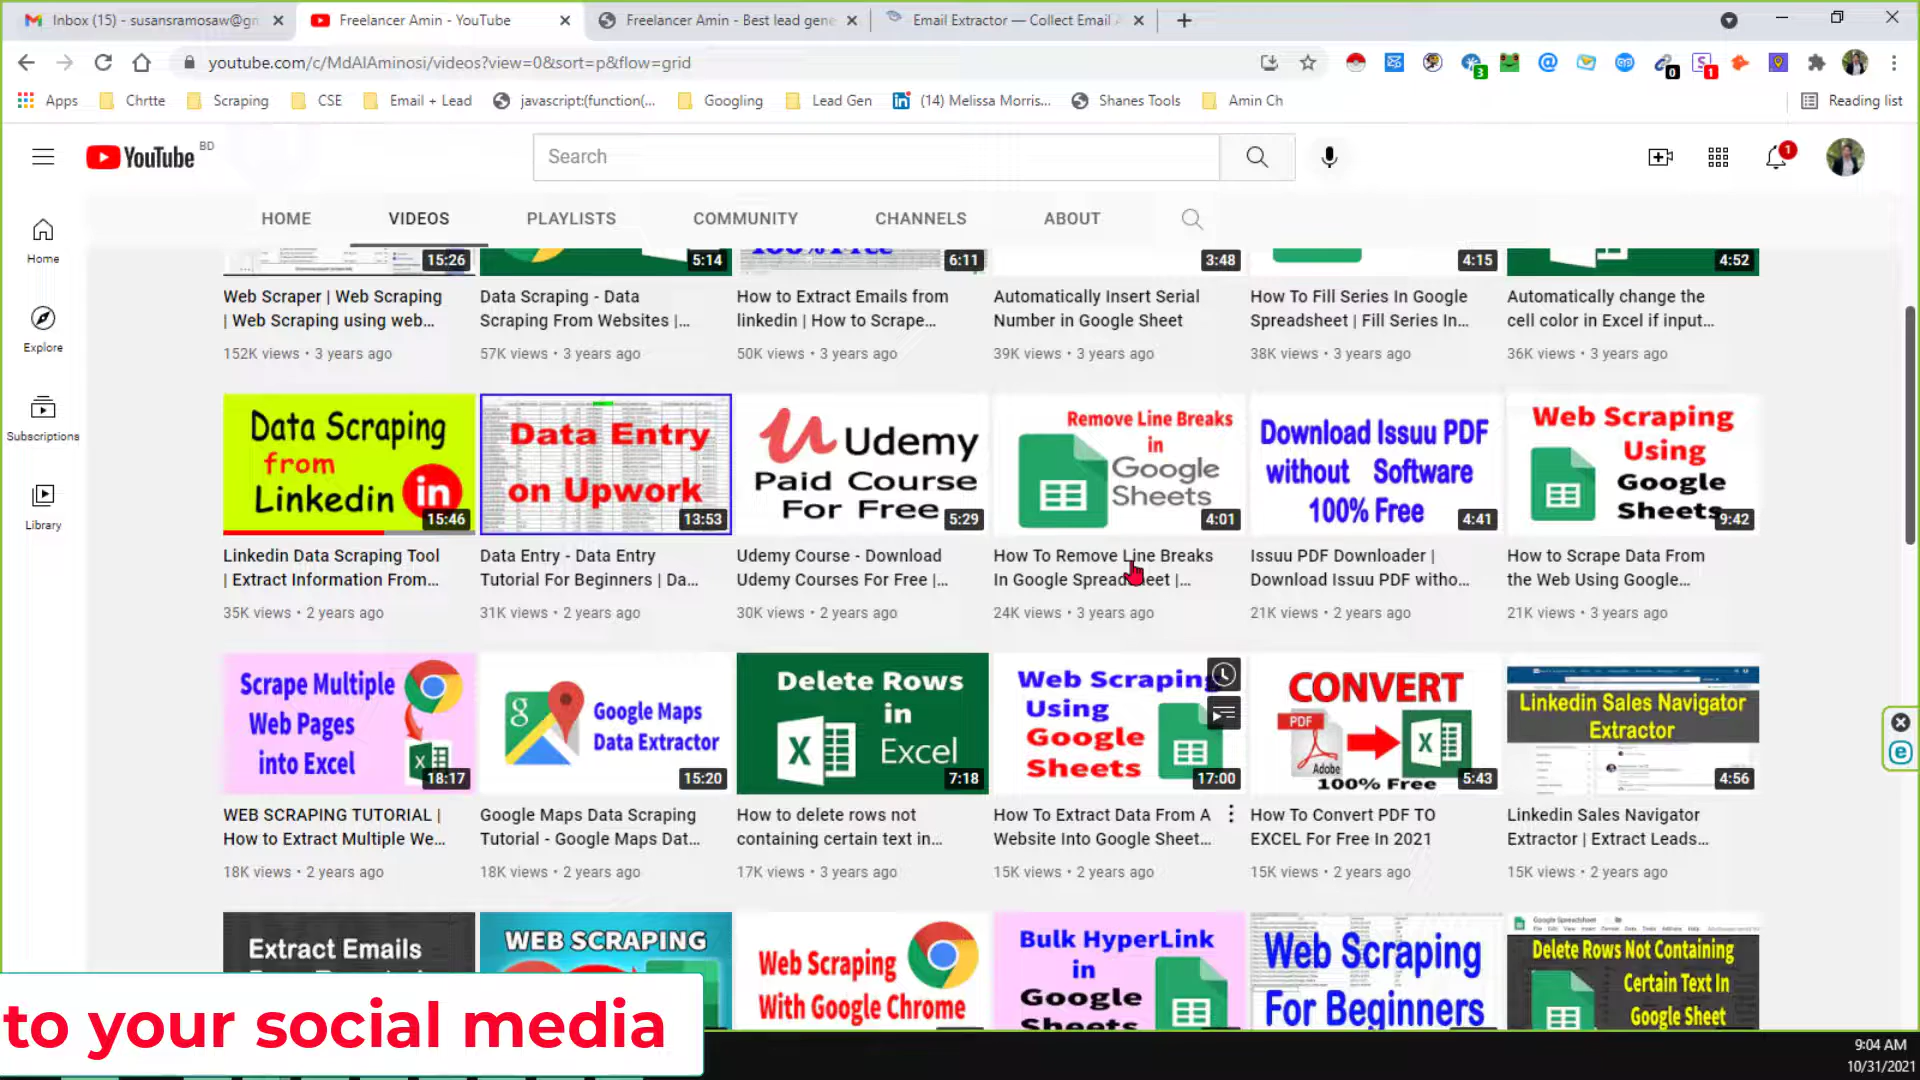 Inbox (15) - susansramosaw@gm
Freelancer Amin - YouTube
Freelancer Amin - Best lead gene
Email Extractor — Collect Email A
youtube.com/c/MdAlAminosi/videos?view=0&sort=p&flow=grid
3
0
1
Apps
Chrtte
Scraping
CSE
Email + Lead
javascript:(function(...
Googling
Lead Gen
(14) Melissa Morris...
Shanes Tools
Amin Ch
Reading list
YouTube BD
Search
1
HOME
VIDEOS
PLAYLISTS
COMMUNITY
CHANNELS
ABOUT
Home
Explore
Subscriptions
Library
15:26
5:14
100% Free
6:11
3:48
4:15
4:52
Web Scraper | Web Scraping
| Web Scraping using web...
152K views • 3 years ago
Data Scraping - Data
Scraping From Websites |...
57K views • 3 years ago
How to Extract Emails from
linkedin | How to Scrape...
50K views • 3 years ago
Automatically Insert Serial
Number in Google Sheet
39K views • 3 years ago
How To Fill Series In Google
Spreadsheet | Fill Series In...
38K views • 3 years ago
Automatically change the
cell color in Excel if input...
36K views • 3 years ago
Data Scraping
from
Linkedin in
15:46
Data Entry
on Upwork
13:53
Udemy
Paid Course
For Free
5:29
Remove Line Breaks
in
Google
Sheets
4:01
Download Issuu PDF
without Software
100% Free
4:41
Web Scraping
Using
Google
Sheets
9:42
Linkedin Data Scraping Tool
| Extract Information From...
35K views • 2 years ago
Data Entry - Data Entry
Tutorial For Beginners | Da...
31K views • 2 years ago
Udemy Course - Download
Udemy Courses For Free |...
30K views • 2 years ago
How To Remove Line Breaks
In Google Spreadsheet |...
24K views • 3 years ago
Issuu PDF Downloader |
Download Issuu PDF witho...
21K views • 2 years ago
How to Scrape Data From
the Web Using Google...
21K views • 3 years ago
Scrape Multiple
Web Pages
into Excel
18:17
Google Maps
Data Extractor
15:20
Delete Rows
in
Excel
7:18
Web Scraping
Using
Google
Sheets
17:00
CONVERT
PDF
Adobe
100% Free
5:43
Linkedin Sales Navigator
Extractor
4:56
WEB SCRAPING TUTORIAL |
How to Extract Multiple We...
18K views • 2 years ago
Google Maps Data Scraping
Tutorial - Google Maps Dat...
18K views • 2 years ago
How to delete rows not
containing certain text in...
17K views • 3 years ago
How To Extract Data From A
Website Into Google Sheet...
15K views • 2 years ago
How To Convert PDF TO
EXCEL For Free In 2021
15K views • 2 years ago
Linkedin Sales Navigator
Extractor | Extract Leads...
15K views • 2 years ago
Extract Emails
WEB SCRAPING
Web Scraping
With Google Chrome
Bulk HyperLink
in
Google
Sheets
Web Scraping
For Beginners
Google Spreadsheet
Delete Rows Not Containing
Certain Text In
Google Sheet
to your social media
9:04 AM
10/31/2021